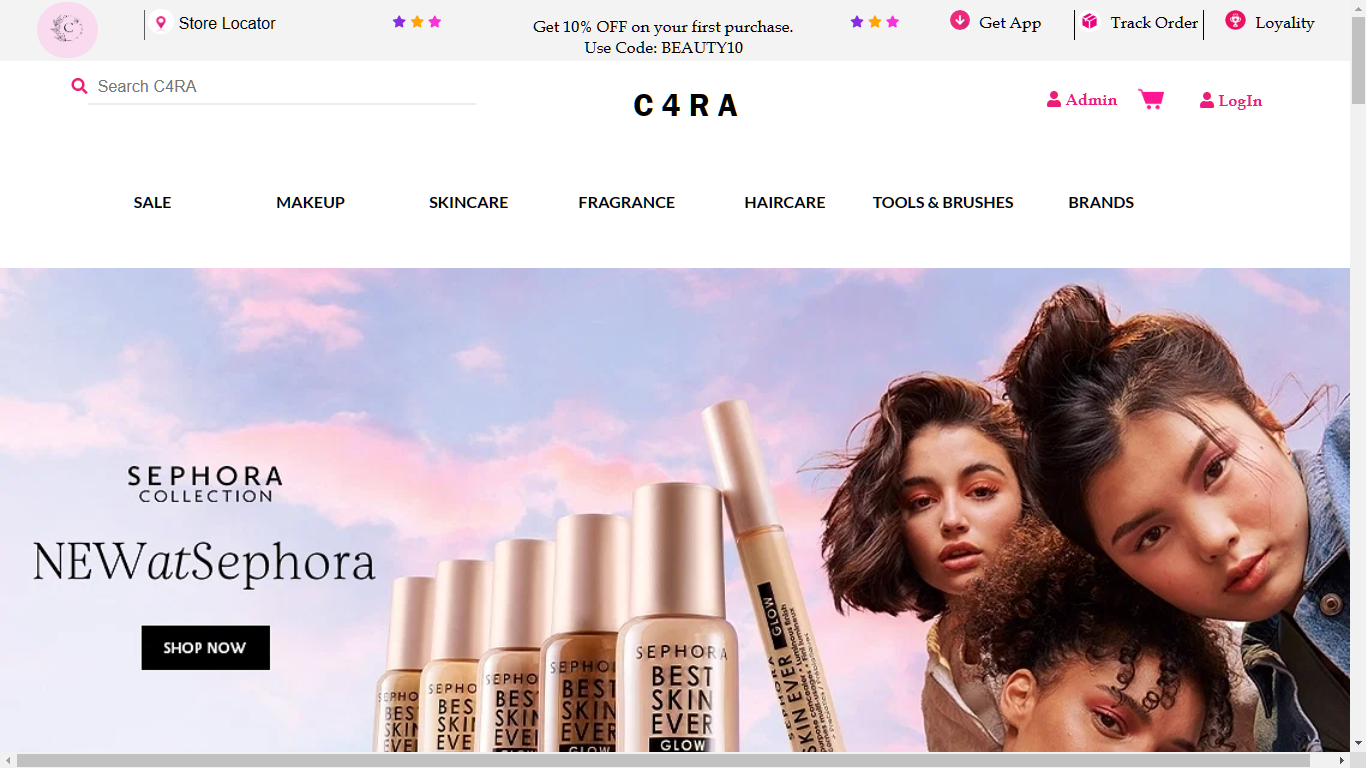 C
Store Locator
Get 10% OFF on your first purchase.
Use Code: BEAUTY10
Get App
Track Order
Loyality
Search C4RA
C4RA
Admin
LogIn
SALE
MAKEUP
SKINCARE
FRAGRANCE
HAIRCARE
TOOLS & BRUSHES
BRANDS
SEPHORA
COLLECTION
NEWatSephora
SHOP NOW
SEPHO
BES
SKI
EVE
SEPHO
BES
SKIN
EVE
SEPHO
BES
SKIN
EVE
SEPHO
BEST
SKIN
EVER
GLOW
SEPHORA
BEST
SKIN
EVER
GLOW
SEPHORA
SKIN EVER GLOW